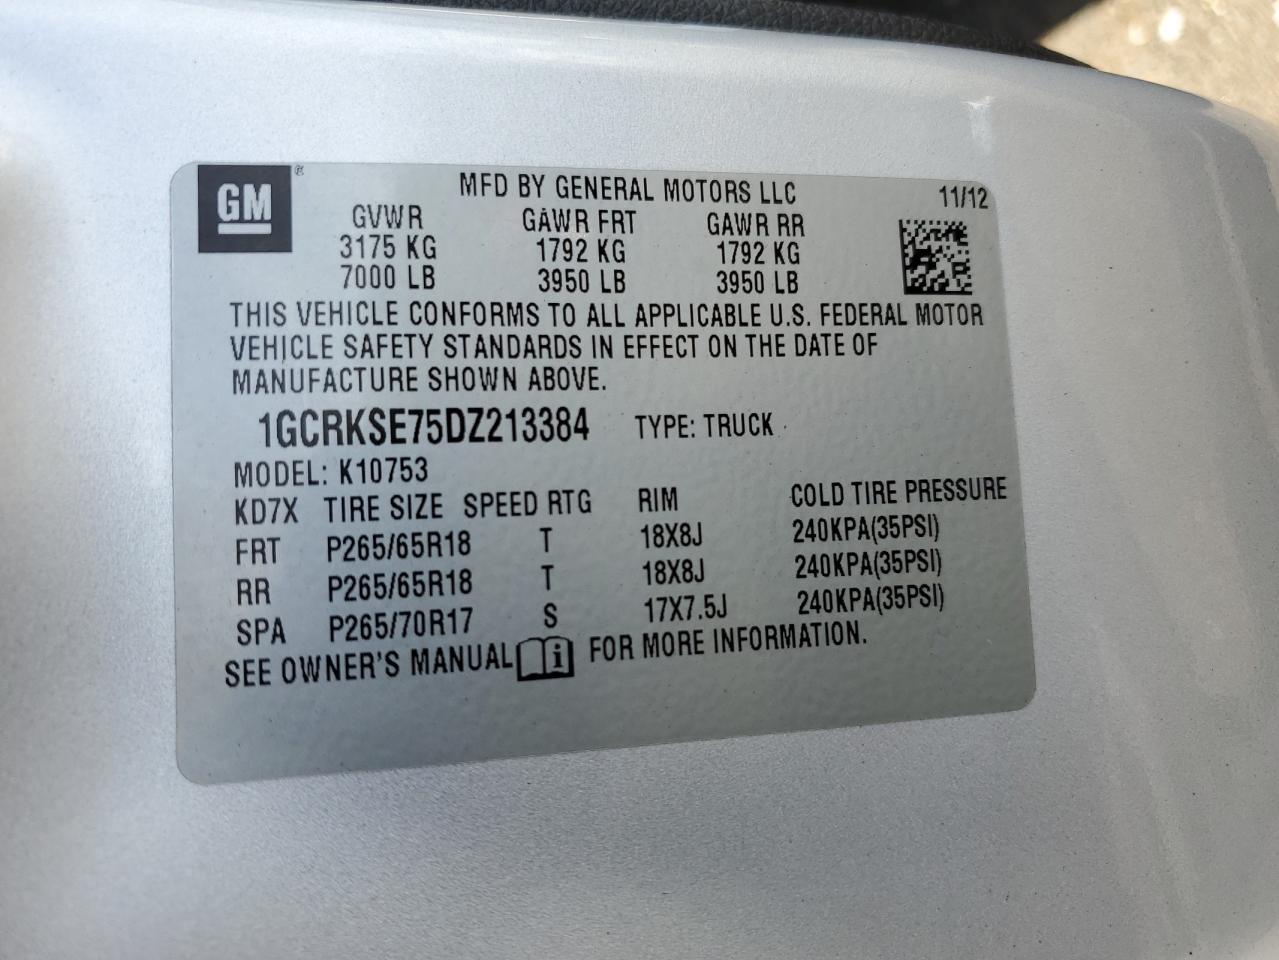 GM ®
MFD BY GENERAL MOTORS LLC 11/12
GVWR GAWR FRT GAWR RR
3175 KG 1792 KG 1792 KG
7000 LB 3950 LB 3950 LB
THIS VEHICLE CONFORMS TO ALL APPLICABLE U.S. FEDERAL MOTOR
VEHICLE SAFETY STANDARDS IN EFFECT ON THE DATE OF
MANUFACTURE SHOWN ABOVE.
1GCRKSE75DZ213384 TYPE: TRUCK
MODEL: K10753
KD7X TIRE SIZE SPEED RTG RIM COLD TIRE PRESSURE
FRT P265/65R18 T 18X8J 240KPA(35PSI)
RR P265/65R18 T 18X8J 240KPA(35PSI)
SPA P265/70R17 S 17X7.5J 240KPA(35PSI)
SEE OWNER'S MANUAL i FOR MORE INFORMATION.